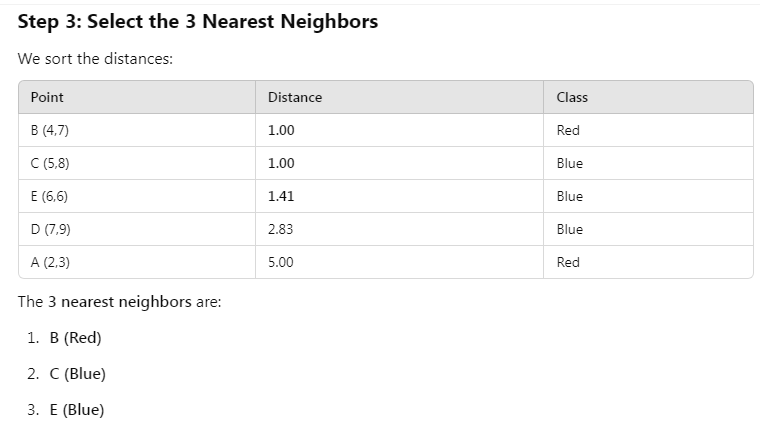 Step 3: Select the 3 Nearest Neighbors
We sort the distances:
Point Distance Class
B (4,7) 1.00 Red
C (5,8) 1.00 Blue
E (6,6) 1.41 Blue
D (7,9) 2.83 Blue
A (2,3) 5.00 Red
The 3 nearest neighbors are:
1. B (Red)
2. C (Blue)
3. E (Blue)